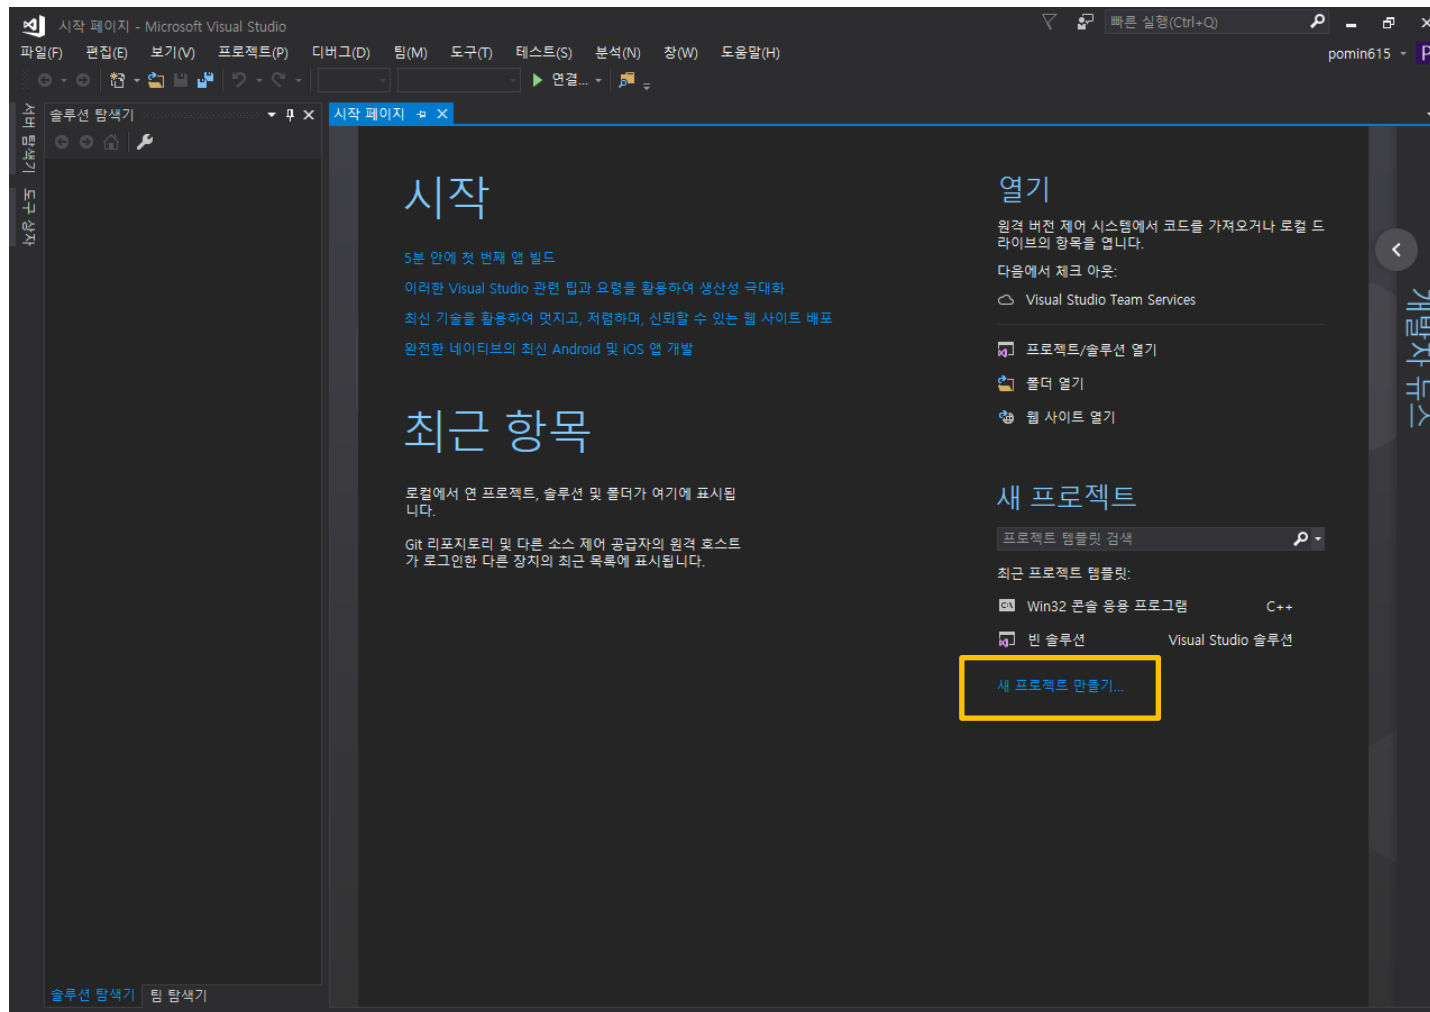 시작 페이지 - Microsoft Visual Studio
빠른 실행(Ctrl+Q)
파일(F) 편집(E) 보기(V) 프로젝트(P) 디버그(D) 팀(M) 도구(T) 테스트(S) 분석(N) 창(W) 도움말(H)
pomin615
P
연결...
서버 탐색기
도구 상자
솔루션 탐색기
시작 페이지
시작
5분 안에 첫 번째 앱 빌드
이러한 Visual Studio 관련 팁과 요령을 활용하여 생산성 극대화
최신 기술을 활용하여 멋지고, 저렴하며, 신뢰할 수 있는 웹 사이트 배포
완전한 네이티브의 최신 Android 및 iOS 앱 개발
최근 항목
로컬에서 연 프로젝트, 솔루션 및 폴더가 여기에 표시됩
니다.
Git 리포지토리 및 다른 소스 제어 공급자의 원격 호스트
가 로그인한 다른 장치의 최근 목록에 표시됩니다.
열기
원격 버전 제어 시스템에서 코드를 가져오거나 로컬 드
라이브의 항목을 엽니다.
다음에서 체크 아웃:
Visual Studio Team Services
프로젝트/솔루션 열기
폴더 열기
웹 사이트 열기
새 프로젝트
프로젝트 템플릿 검색
최근 프로젝트 템플릿:
Win32 콘솔 응용 프로그램 C++
빈 솔루션 Visual Studio 솔루션
새 프로젝트 만들기...
개발자 뉴스
솔루션 탐색기 팀 탐색기